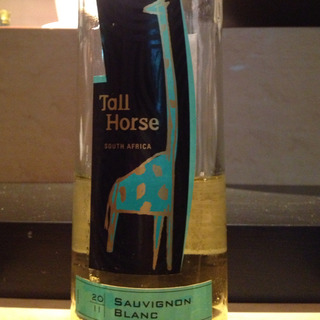 Tall
Horse
SOUTH AFRICA
20
11
SAUVIGNON
BLANC